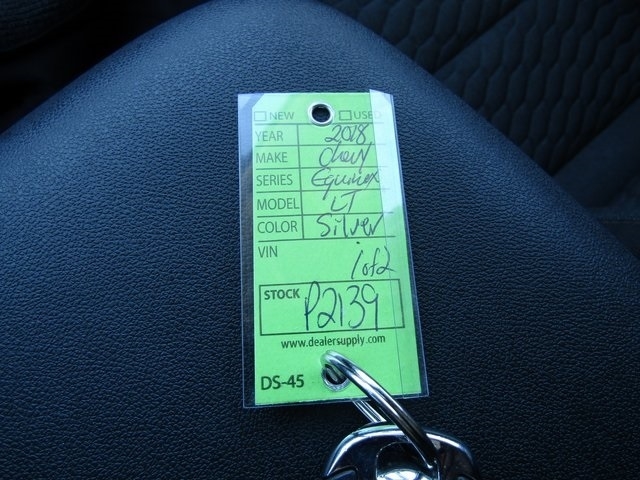 NEW USED
YEAR 2018
MAKE Chevy
SERIES Equinox
MODEL LT
COLOR Silver
VIN
1 of 2
STOCK P2139
www.dealersupply.com
DS-45